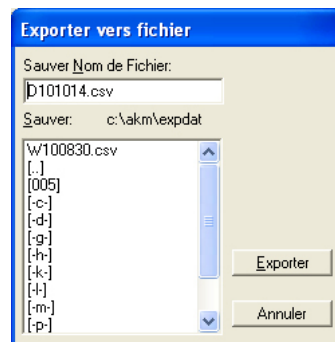 Exporter vers fichier
Sauver Nom de Fichier:
D101014.csv
Sauver: c:\akm\expdat
W100830.csv
[..]
[005]
[-c-]
[-d-]
[-g-]
[-h-]
[-k-]
[-l-]
[-m-]
[-p-]
Exporter
Annuler